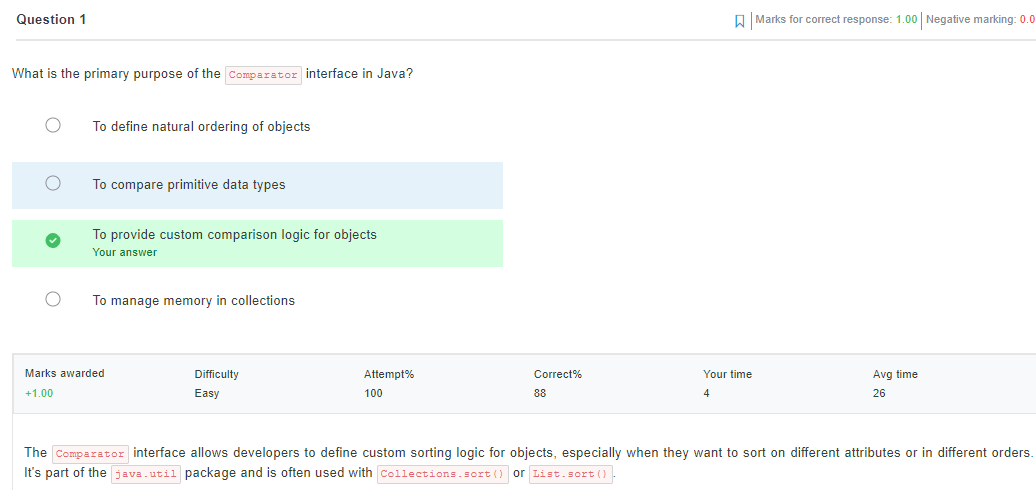 Question 1
Marks for correct response: 1.00 Negative marking: 0.0
What is the primary purpose of the Comparator interface in Java?
To define natural ordering of objects
To compare primitive data types
To provide custom comparison logic for objects
Your answer
To manage memory in collections
Marks awarded Difficulty Attempt% Correct% Your time Avg time
+1.00 Easy 100 88 4 26
The Comparator interface allows developers to define custom sorting logic for objects, especially when they want to sort on different attributes or in different orders.
It's part of the java.util package and is often used with Collections.sort() or List.sort().